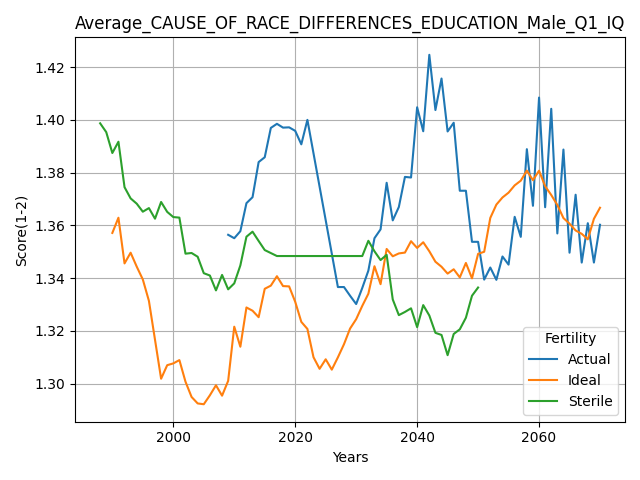 Average_CAUSE_OF_RACE_DIFFERENCES_EDUCATION_Male_Q1_IQ
1.42
1.40
1.38
1.36
1.34
1.32
1.30
Score(1-2)
2000 2020 2040 2060
Years
Fertility
Actual
Ideal
Sterile